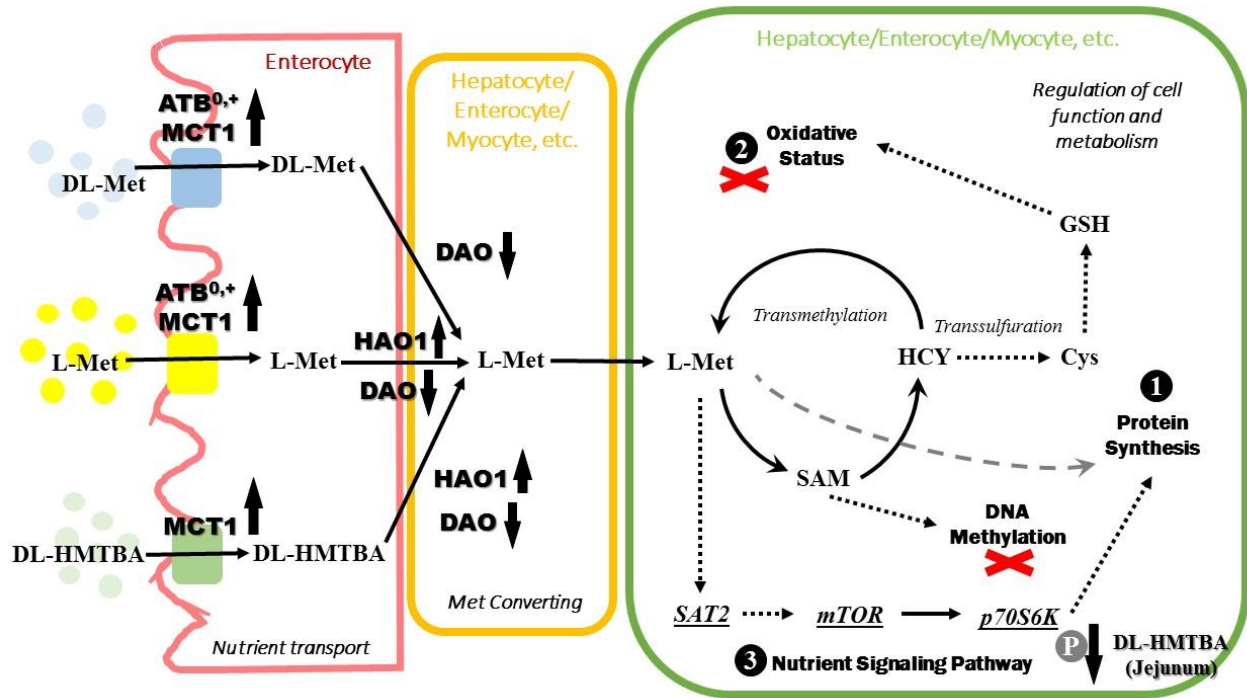 Enterocyte
ATB0,+
MCT1
DL-Met
DL-Met
ATB0,+
MCT1
L-Met
L-Met
MCT1
DL-HMTBA
DL-HMTBA
Nutrient transport
Hepatocyte/
Enterocyte/
Myocyte, etc.
DAO
HAO1
DAO
L-Met
HAO1
DAO
Met Converting
Hepatocyte/Enterocyte/Myocyte, etc.
Regulation of cell
function and
metabolism
2 Oxidative
Status
GSH
Transmethylation
Transsulfuration
L-Met
HCY
Cys
SAM
1
Protein
Synthesis
DNA
Methylation
SAT2
mTOR
p70S6K
3 Nutrient Signaling Pathway
P
DL-HMTBA
(Jejunum)